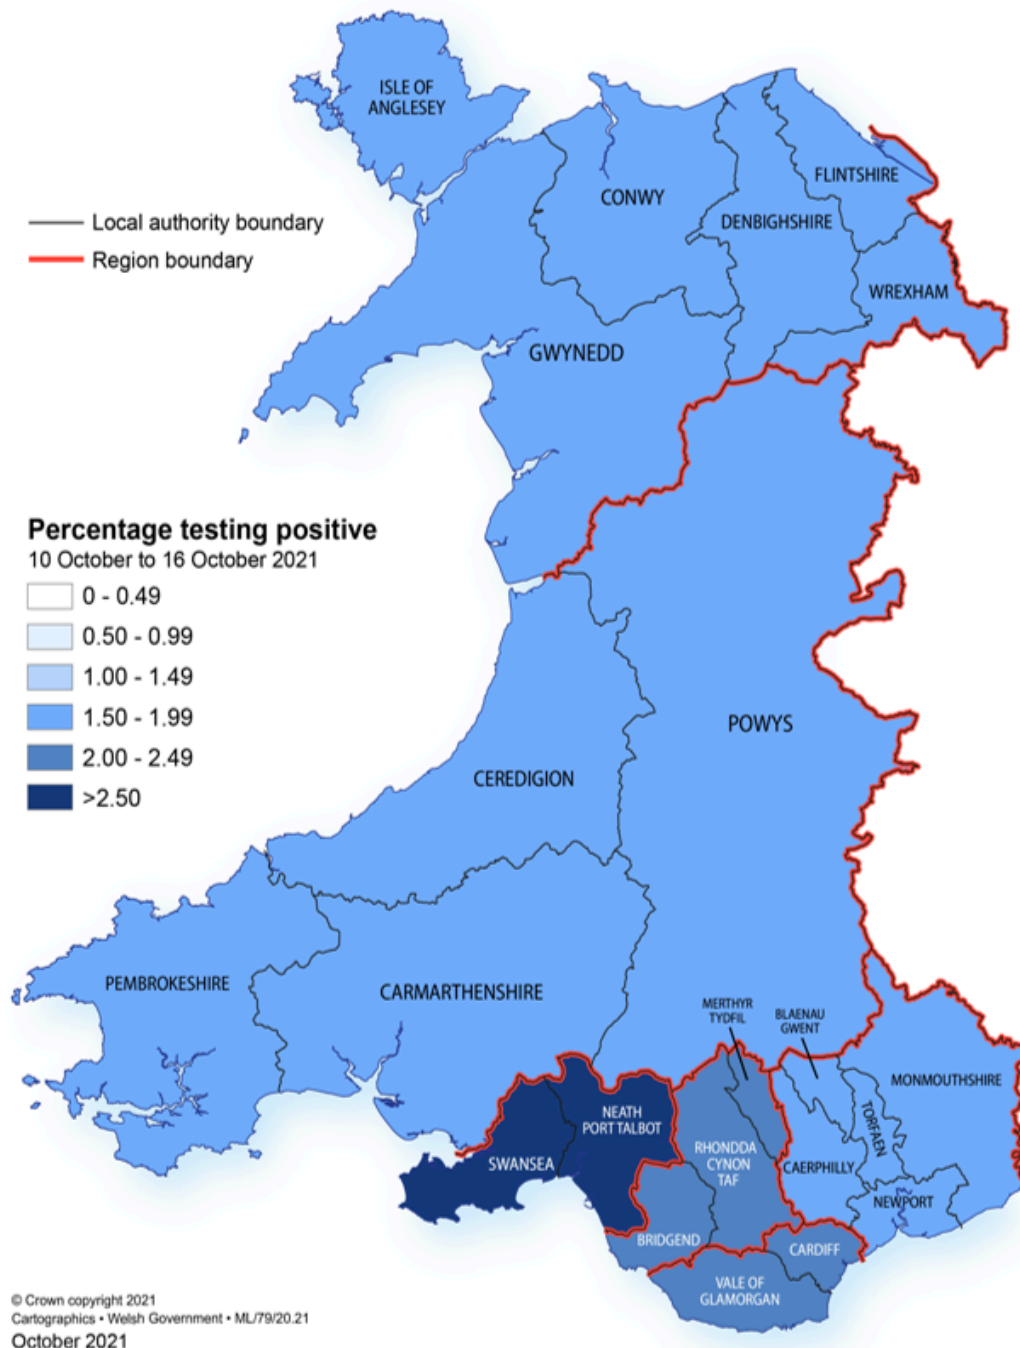 ISLE OF
ANGLESEY
FLINTSHIRE
CONWY
DENBIGHSHIRE
Local authority boundary
Region boundary
WREXHAM
GWYNEDD
Percentage testing positive
10 October to 16 October 2021
0 - 0.49
0.50 - 0.99
1.00 - 1.49
1.50 - 1.99
2.00 - 2.49
>2.50
POWYS
CEREDIGION
PEMBROKESHIRE
CARMARTHENSHIRE
MERTHYR
TYDFIL
BLAENAU
GWENT
MONMOUTHSHIRE
NEATH
PORT TALBOT
TORFAEN
SWANSEA
RHONDDA
CYNON
TAF
CAERPHILLY
NEWPORT
BRIDGEND
CARDIFF
VALE OF
GLAMORGAN
© Crown copyright 2021
Cartographics • Welsh Government • ML/79/20.21
October 2021